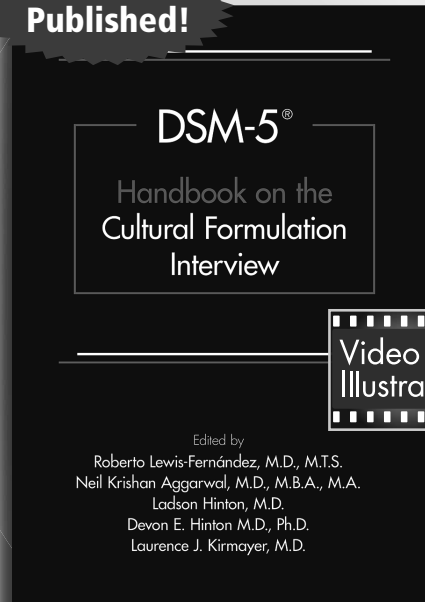 Published!
DSM-5®
Handbook on the
Cultural Formulation
Interview
Video
Illustra
Edited by
Roberto Lewis-Fernández, M.D., M.T.S.
Neil Krishan Aggarwal, M.D., M.B.A., M.A.
Ladson Hinton, M.D.
Devon E. Hinton M.D., Ph.D.
Laurence J. Kirmayer, M.D.